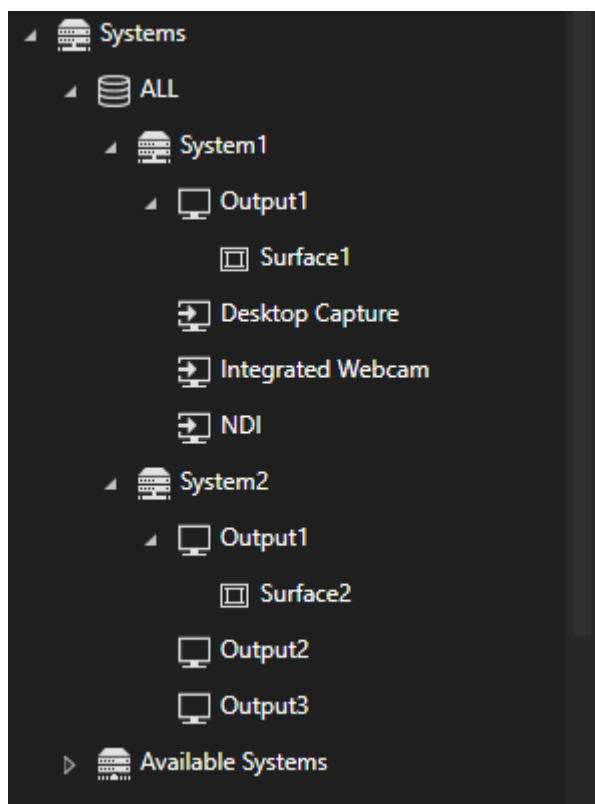 Systems
ALL
System1
Output1
Surface1
Desktop Capture
Integrated Webcam
NDI
System2
Output1
Surface2
Output2
Output3
Available Systems